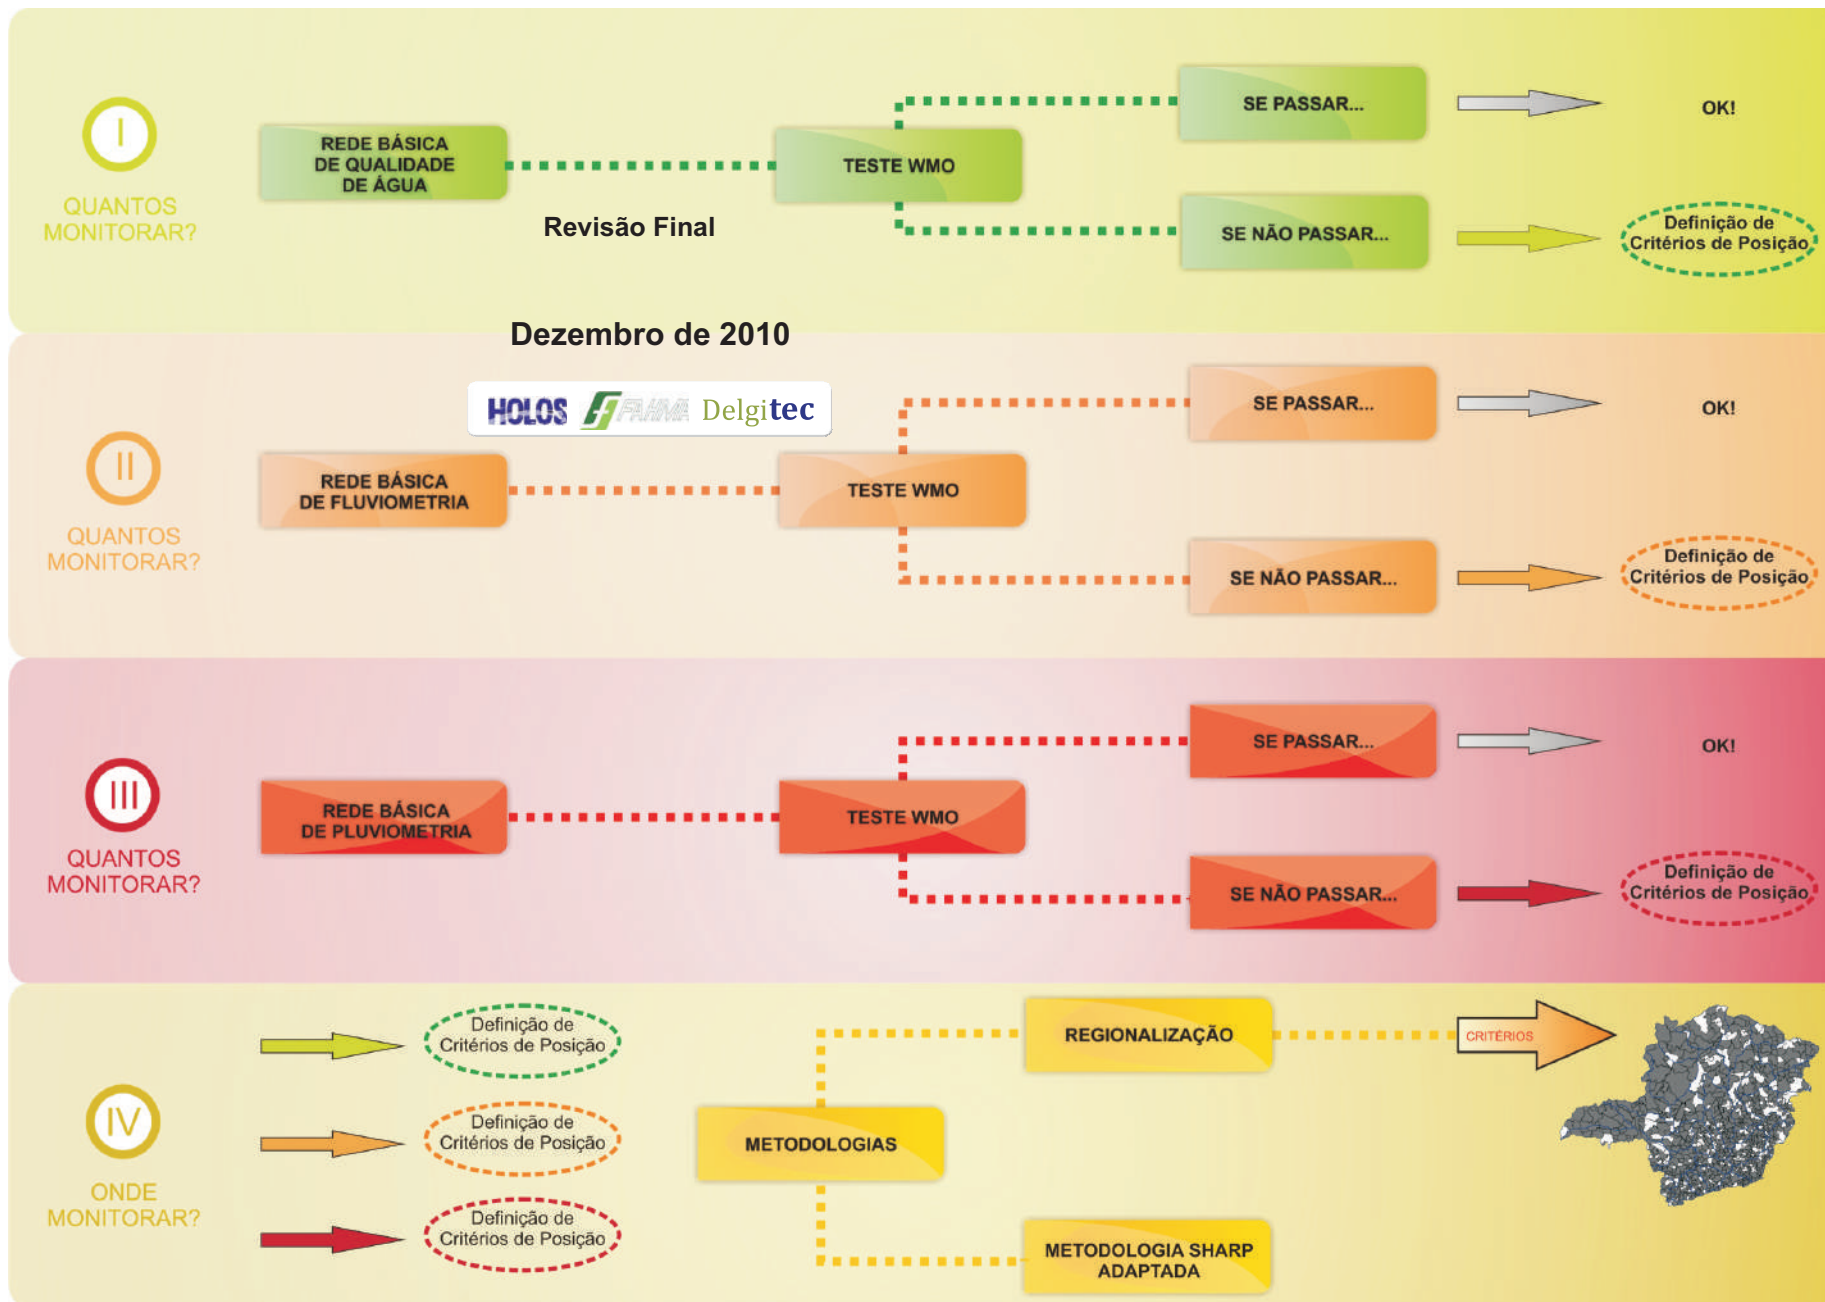 I
QUANTOS
MONITORAR?
REDE BÁSICA
DE QUALIDADE
DE ÁGUA
TESTE WMO
SE PASSAR...
OK!
SE NÃO PASSAR...
Definição de
Critérios de Posição
Revisão Final
Dezembro de 2010
HOLOS FAHMA Delgitec
II
QUANTOS
MONITORAR?
REDE BÁSICA
DE FLUVIOMETRIA
TESTE WMO
SE PASSAR...
OK!
SE NÃO PASSAR...
Definição de
Critérios de Posição
III
QUANTOS
MONITORAR?
REDE BÁSICA
DE PLUVIOMETRIA
TESTE WMO
SE PASSAR...
OK!
SE NÃO PASSAR...
Definição de
Critérios de Posição
IV
ONDE
MONITORAR?
Definição de
Critérios de Posição
Definição de
Critérios de Posição
Definição de
Critérios de Posição
METODOLOGIAS
REGIONALIZAÇÃO
CRITÉRIOS
METODOLOGIA SHARP
ADAPTADA